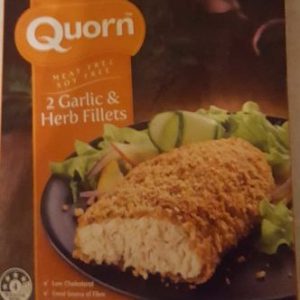 Quorn
MEAT FREE
SOY FREE
2 Garlic &
Herb Fillets
Low Cholesterol
Good Source of Fibre